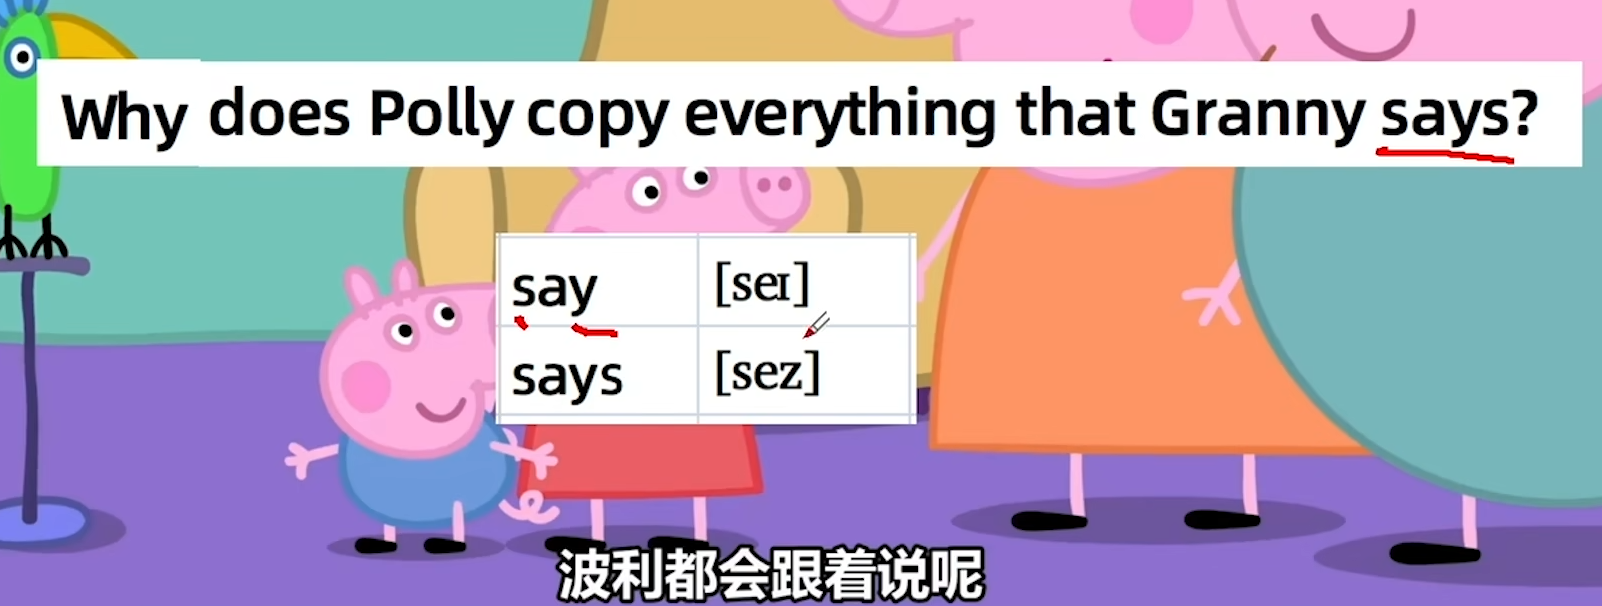 Why does Polly copy everything that Granny says?
say [seɪ]
says [sez]
波利都会跟着说呢